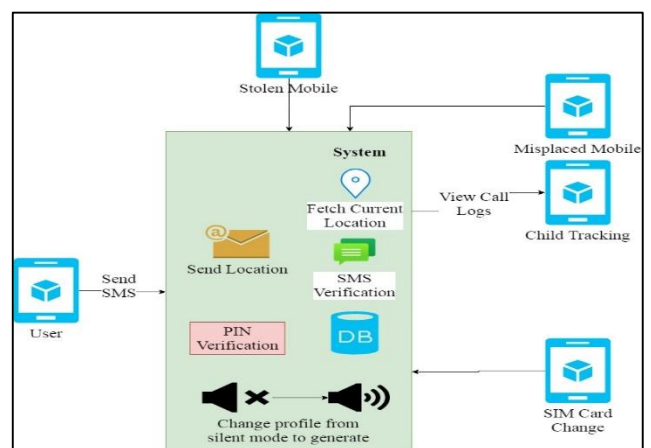 Stolen Mobile
System
Misplaced Mobile
Fetch Current
Location
View Call
Logs
Child Tracking
@
Send Location
SMS
Verification
Send
SMS
User
PIN
Verification
DB
SIM Card
Change
Change profile from
silent mode to generate